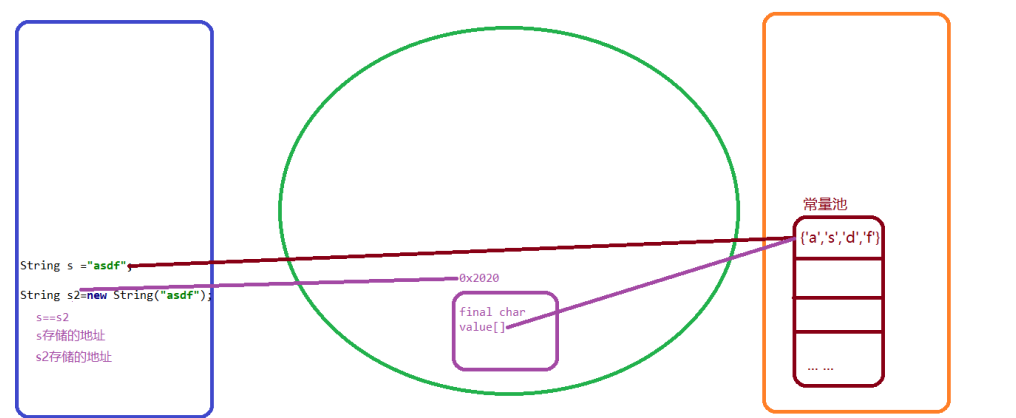 常量池
{'a','s','d','f'}
String s ="asdf";
0x2020
String s2=new String("asdf");
final char
value[]
s==s2
s存储的地址
s2存储的地址
... ...